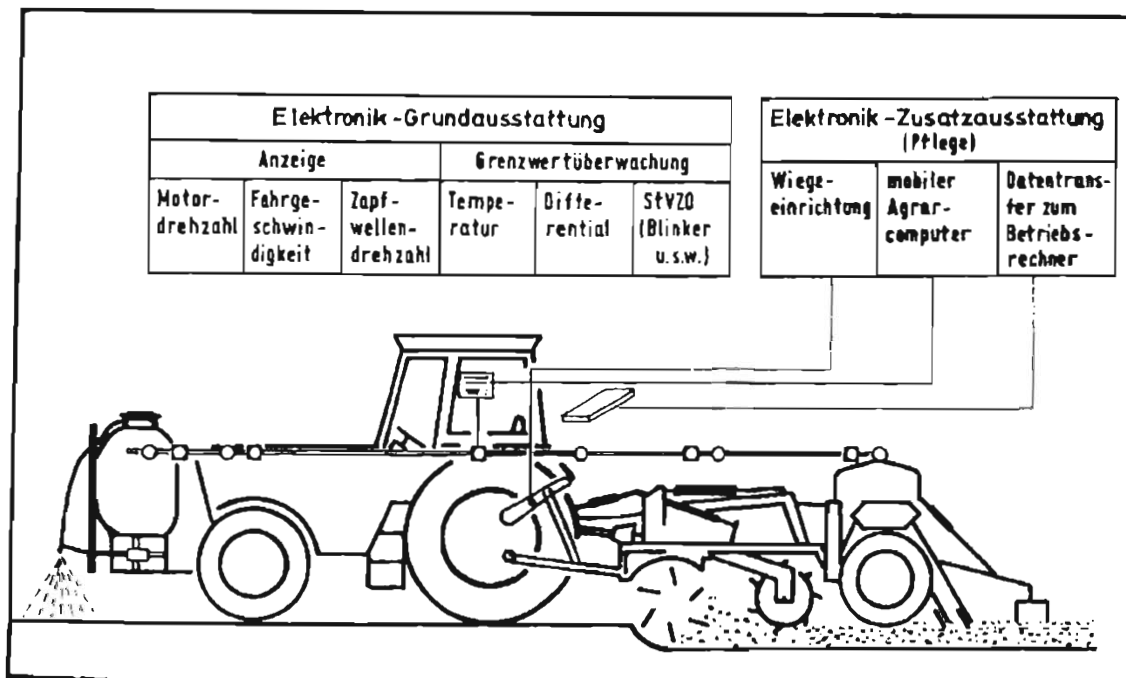 Elektronik-Grundausstattung
Anzeige
Grenzwertüberwachung
Motor-
drehzahl
Fahrge-
schwin-
digkeit
Zapf-
wellen-
drehzahl
Tempe-
ratur
Diffe-
rential
StVZO
(Blinker
u.s.w.)
Elektronik-Zusatzausstattung
(Pflege)
Wiege-
einrichtung
mobiler
Agrar-
computer
Datentrans-
fer zum
Betriebs-
rechner